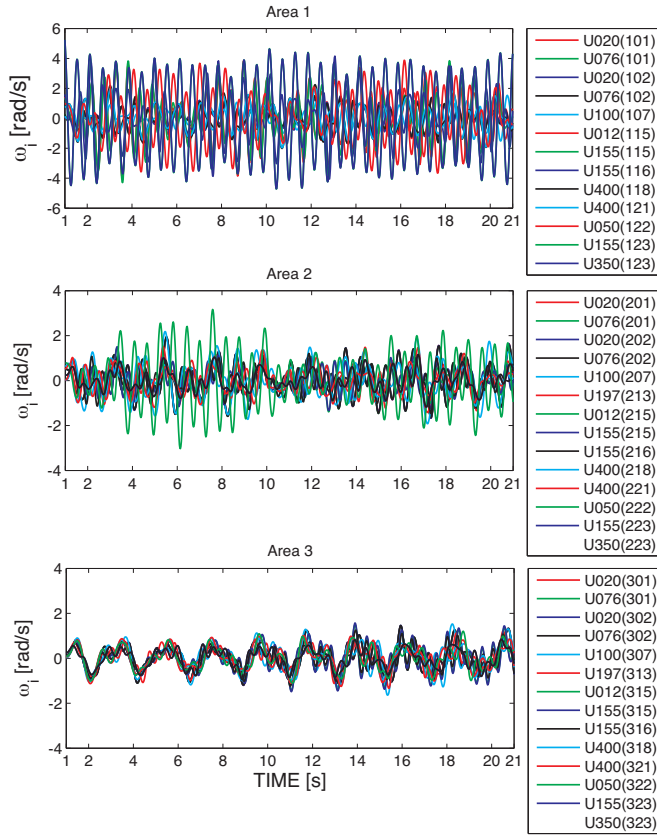 Area 1
6
4
2
0
-2
-4
-6
ωi [rad/s]
1 2 4 6 8 10 12 14 16 18 20 21
U020(101)
U076(101)
U020(102)
U076(102)
U100(107)
U012(115)
U155(115)
U155(116)
U400(118)
U400(121)
U050(122)
U155(123)
U350(123)
Area 2
4
2
0
-2
-4
ωi [rad/s]
1 2 4 6 8 10 12 14 16 18 20 21
U020(201)
U076(201)
U020(202)
U076(202)
U100(207)
U197(213)
U012(215)
U155(215)
U155(216)
U400(218)
U400(221)
U050(222)
U155(223)
U350(223)
Area 3
4
2
0
-2
-4
ωi [rad/s]
1 2 4 6 8 10 12 14 16 18 20 21
TIME [s]
U020(301)
U076(301)
U020(302)
U076(302)
U100(307)
U197(313)
U012(315)
U155(315)
U155(316)
U400(318)
U400(321)
U050(322)
U155(323)
U350(323)